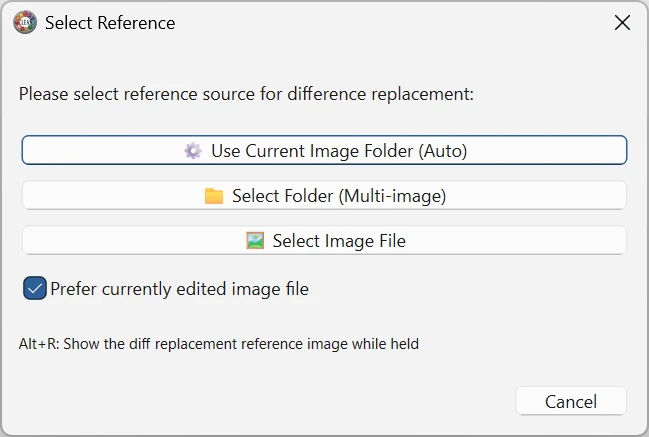 Select Reference
Please select reference source for difference replacement:
Use Current Image Folder (Auto)
Select Folder (Multi-image)
Select Image File
Prefer currently edited image file
Alt+R: Show the diff replacement reference image while held
Cancel